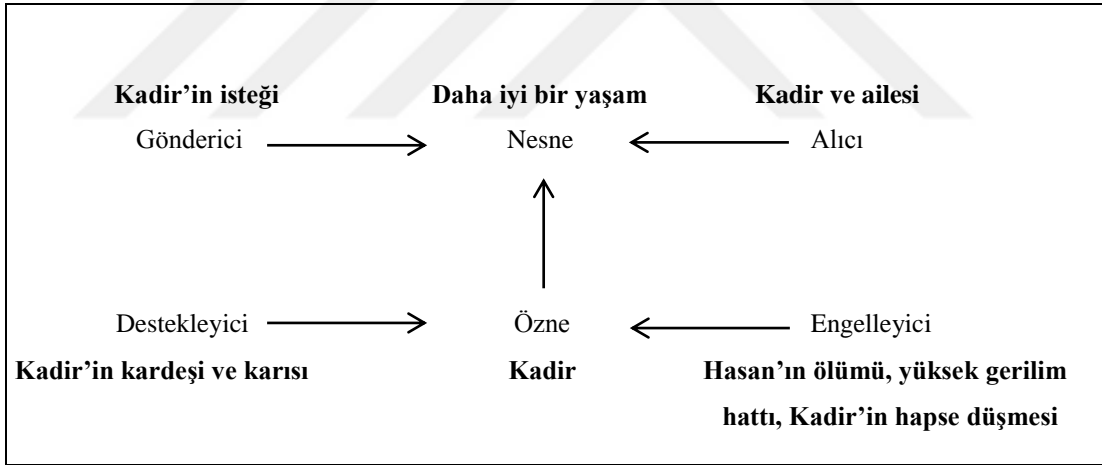 Kadir’in isteği Daha iyi bir yaşam Kadir ve ailesi
Gönderici Nesne Alıcı
Destekleyici Özne Engelleyici
Kadir’in kardeşi ve karısı Kadir Hasan’ın ölümü, yüksek gerilim
hattı, Kadir’in hapse düşmesi